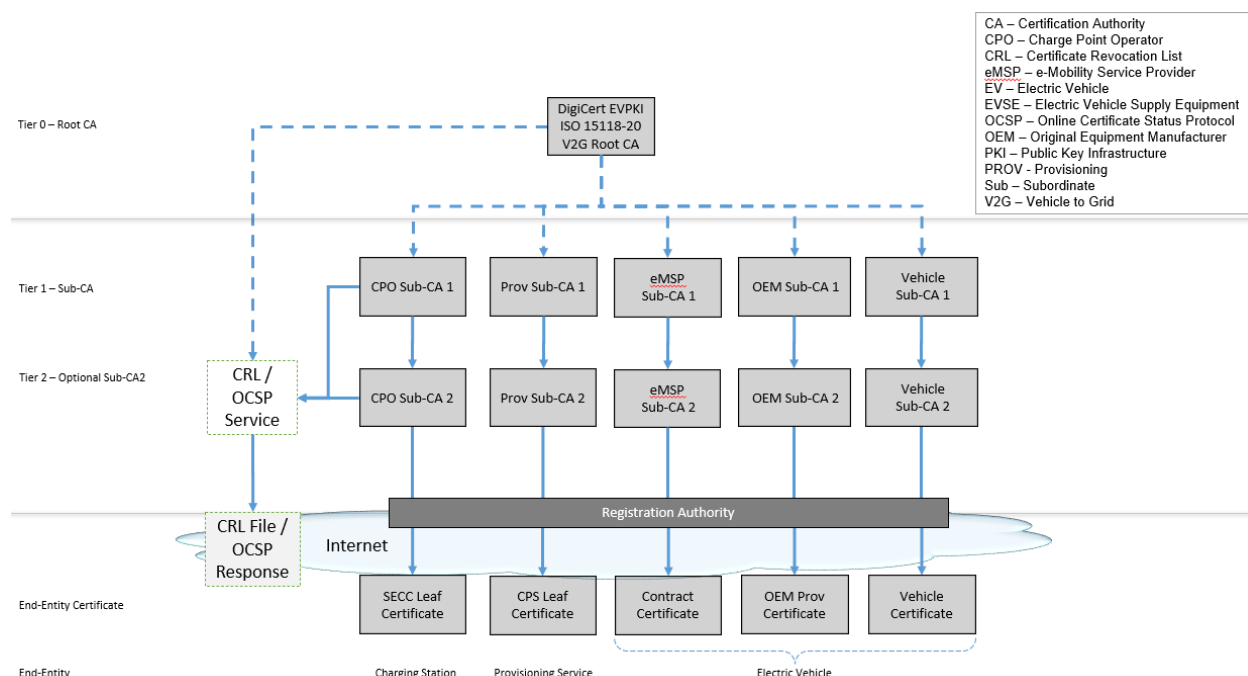 CA – Certification Authority
CPO – Charge Point Operator
CRL – Certificate Revocation List
eMSP – e-Mobility Service Provider
EV – Electric Vehicle
EVSE – Electric Vehicle Supply Equipment
OCSP – Online Certificate Status Protocol
OEM – Original Equipment Manufacturer
PKI – Public Key Infrastructure
PROV - Provisioning
Sub – Subordinate
V2G – Vehicle to Grid
Tier 0 – Root CA
DigiCert EVPKI
ISO 15118-20
V2G Root CA
Tier 1 – Sub-CA
CPO Sub-CA 1
Prov Sub-CA 1
eMSP
Sub-CA 1
OEM Sub-CA 1
Vehicle
Sub-CA 1
Tier 2 – Optional Sub-CA2
CRL /
OCSP
Service
CPO Sub-CA 2
Prov Sub-CA 2
eMSP
Sub-CA 2
OEM Sub-CA 2
Vehicle
Sub-CA 2
Registration Authority
CRL File /
OCSP
Response
Internet
End-Entity Certificate
SECC Leaf
Certificate
CPS Leaf
Certificate
Contract
Certificate
OEM Prov
Certificate
Vehicle
Certificate
End-Entity
Charging Station
Provisioning Service
Electric Vehicle